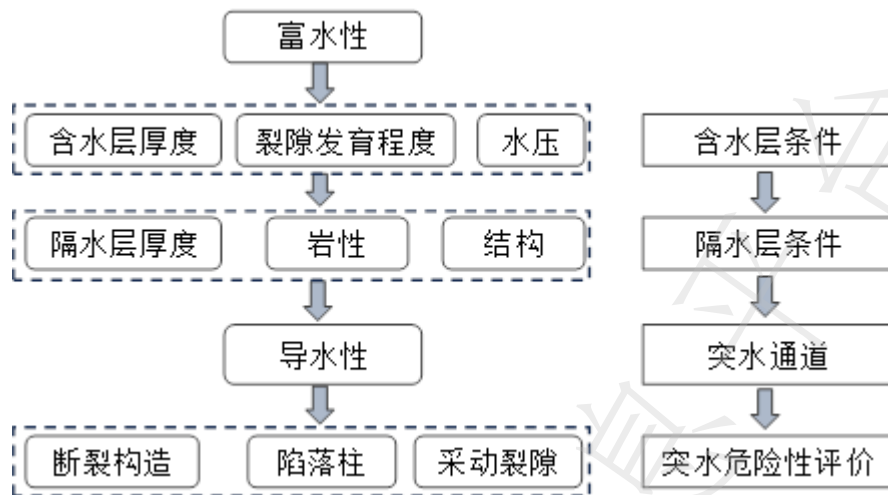 富水性
含水层厚度 裂隙发育程度 水压 含水层条件
隔水层厚度 岩性 结构 隔水层条件
导水性 突水通道
断裂构造 陷落柱 采动裂隙 突水危险性评价